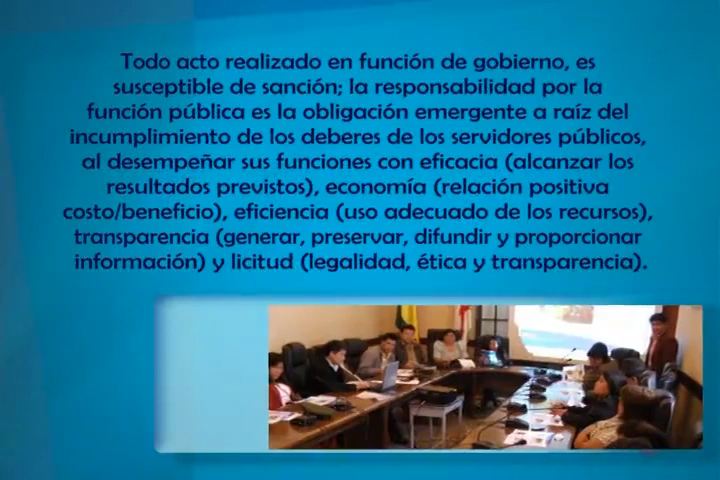 Todo acto realizado en función de gobierno, es
susceptible de sanción; la responsabilidad por la
función pública es la obligación emergente a raíz del
incumplimiento de los deberes de los servidores públicos,
al desempeñar sus funciones con eficacia (alcanzar los
resultados previstos), economía (relación positiva
costo/beneficio), eficiencia (uso adecuado de los recursos),
transparencia (generar, preservar, difundir y proporcionar
información) y licitud (legalidad, ética y transparencia).